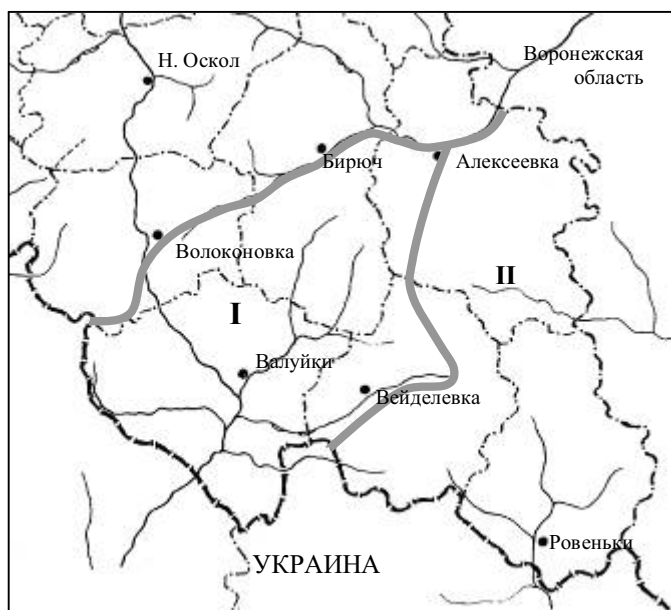 Н. Оскол
Воронежская
область
Бирюч
Алексеевка
Волоконовка
II
I
Валуйки
Вейделевка
Ровеньки
УКРАИНА